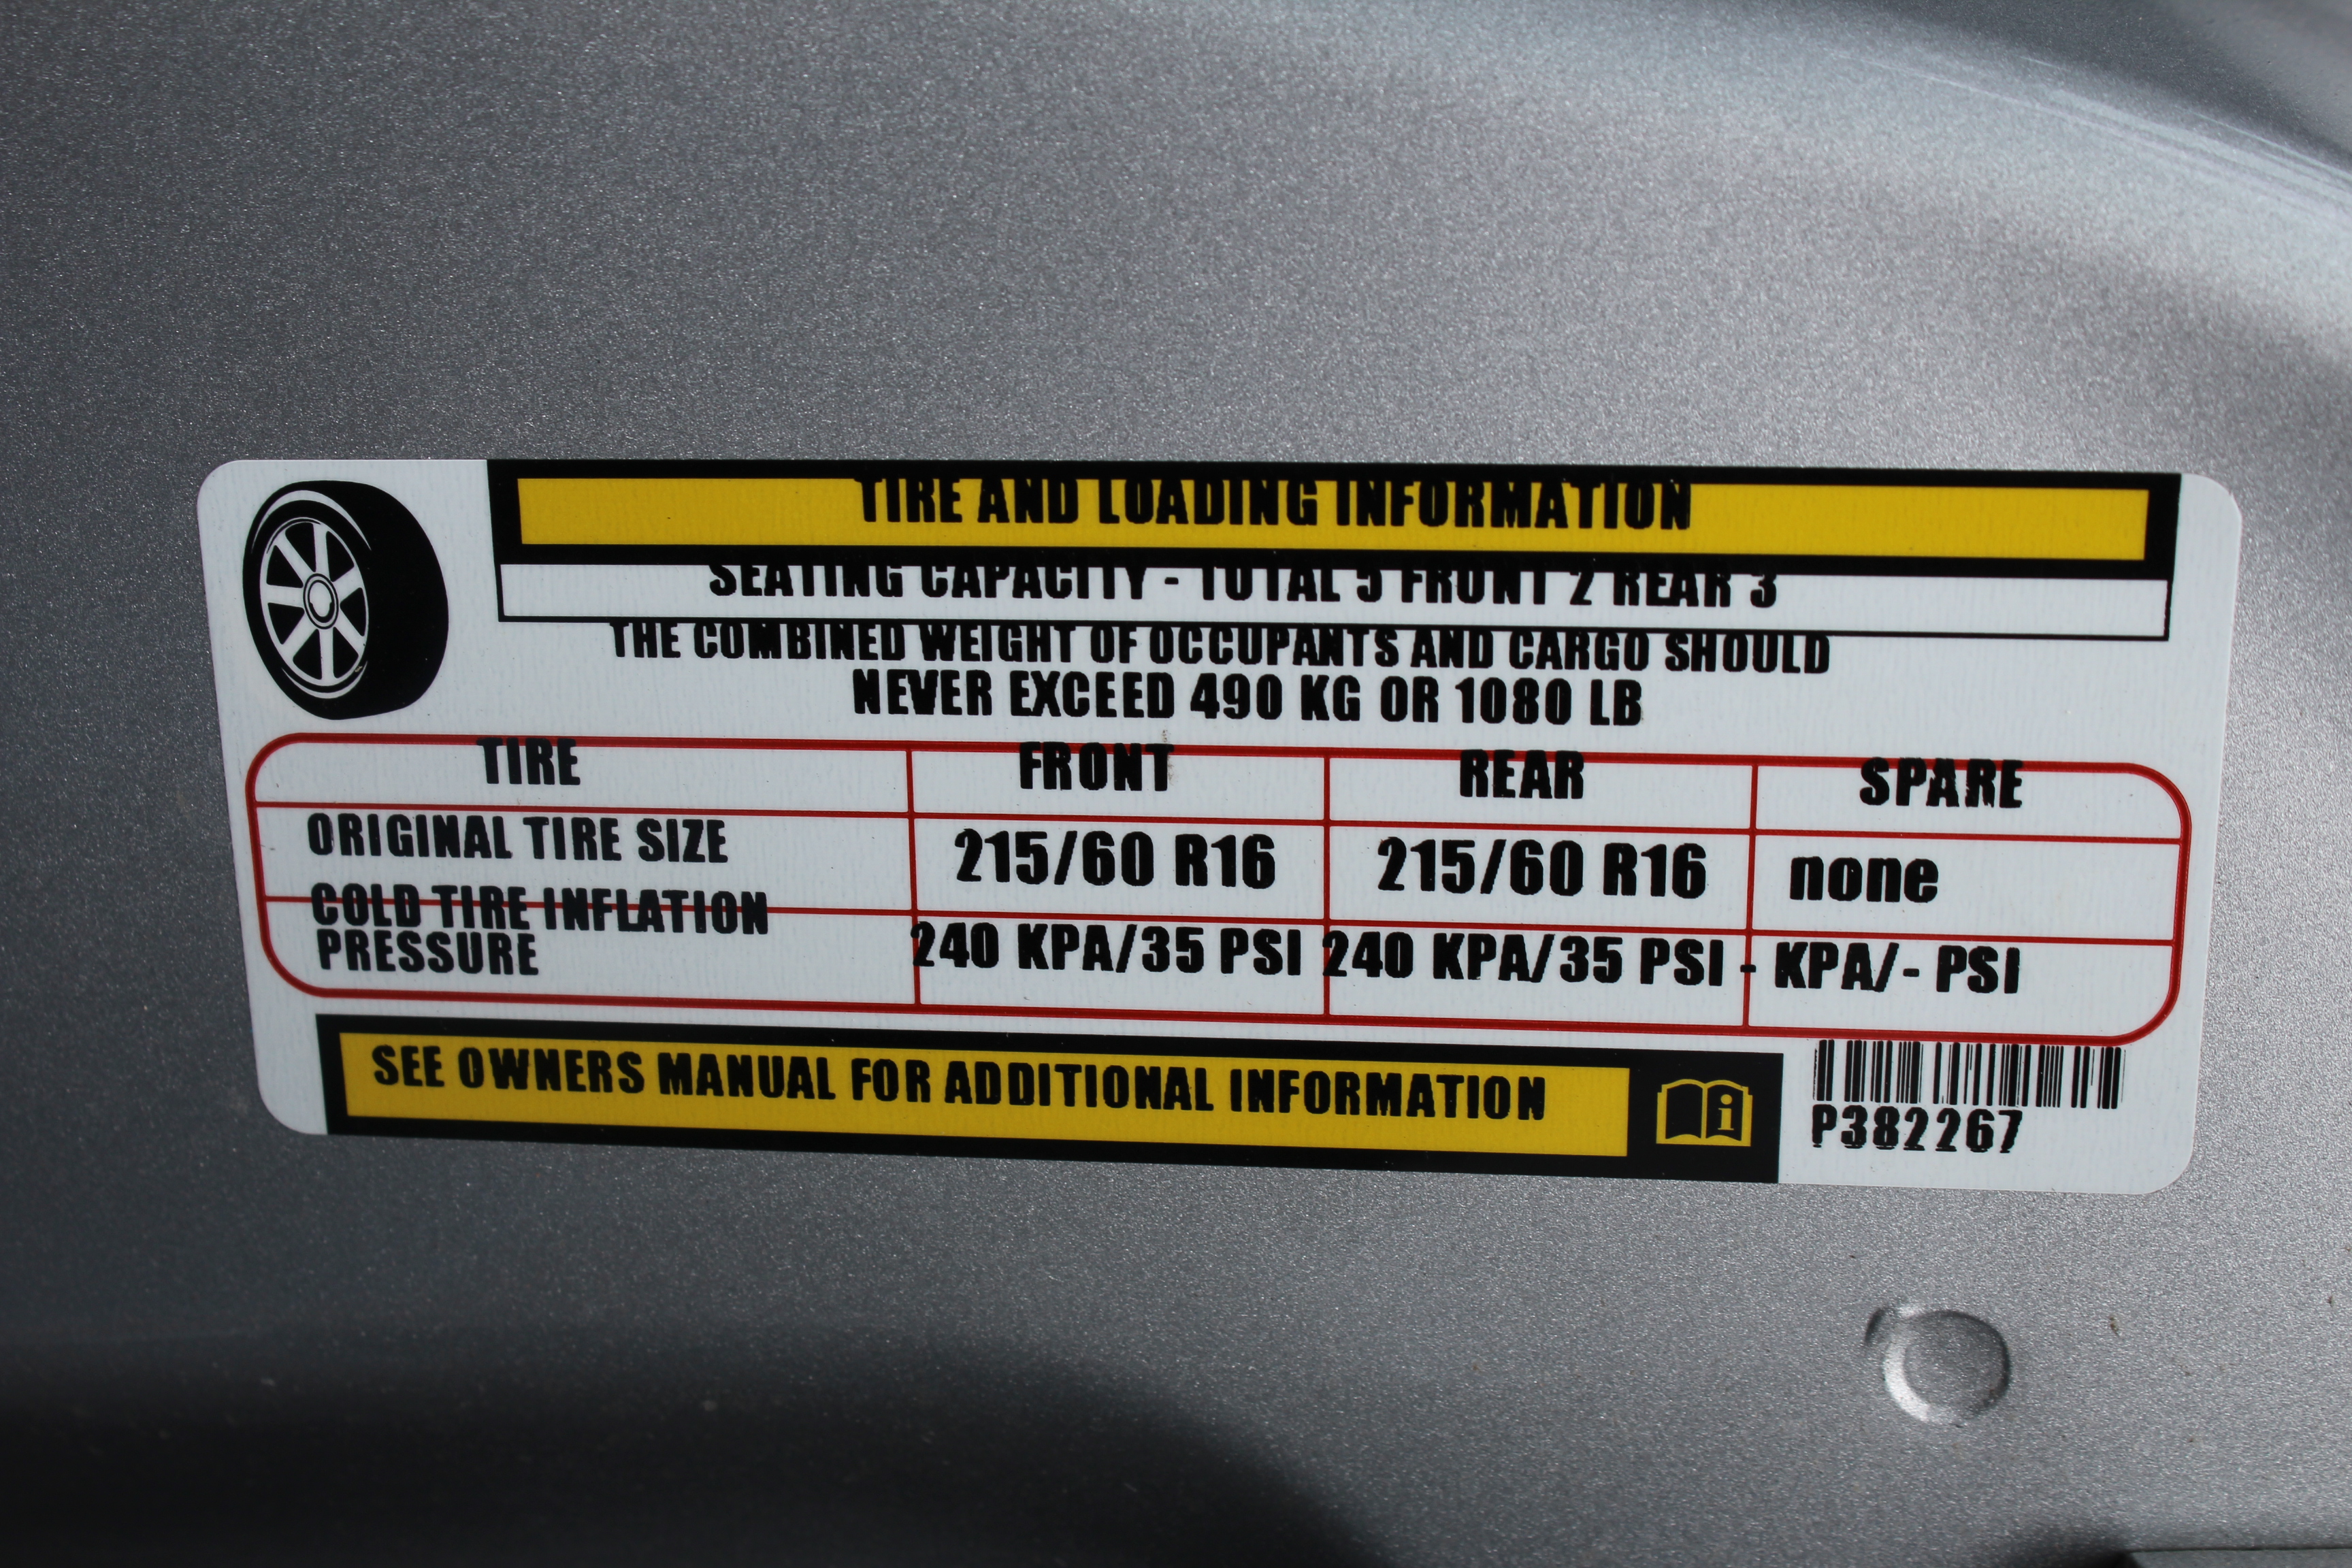 TIRE AND LOADING INFORMATION
SEATING CAPACITY - TOTAL 5 FRONT 2 REAR 3
THE COMBINED WEIGHT OF OCCUPANTS AND CARGO SHOULD
NEVER EXCEED 490 KG OR 1080 LB
TIRE FRONT REAR SPARE
ORIGINAL TIRE SIZE 215/60 R16 215/60 R16 none
COLD TIRE INFLATION
PRESSURE 240 KPA/35 PSI 240 KPA/35 PSI - KPA/- PSI
SEE OWNERS MANUAL FOR ADDITIONAL INFORMATION
P382267